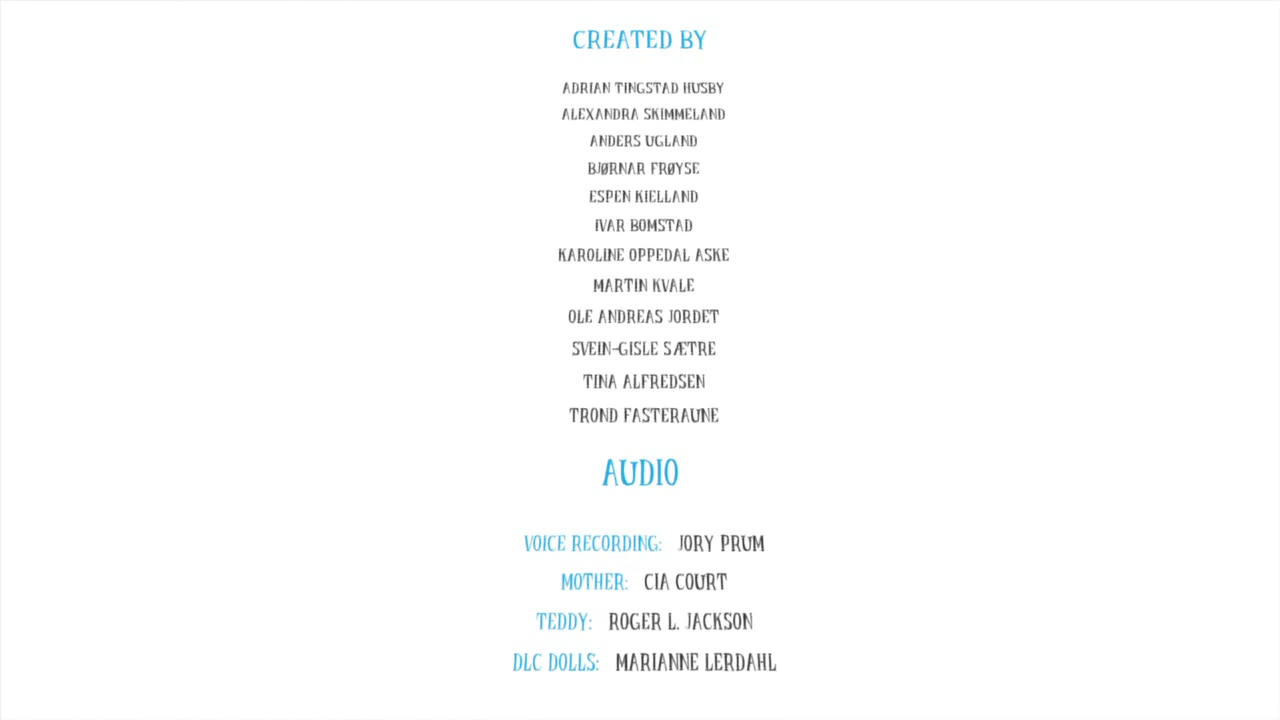 CREATED BY
ADRIAN TINGSTAD HUSBY
ALEXANDRA SKIMMELAND
ANDERS UGLAND
BJØRNAR FRØYSE
ESPEN KIELLAND
IVAR BOMSTAD
KAROLINE OPPEDAL ASKE
MARTIN KVALE
OLE ANDREAS JORDET
SVEIN-GISLE SÆTRE
TINA ALFREDSEN
TROND FASTERAUNE
AUDIO
VOICE RECORDING: JORY PRUM
MOTHER: CIA COURT
TEDDY: ROGER L. JACKSON
DLC DOLLS: MARIANNE LERDAHL